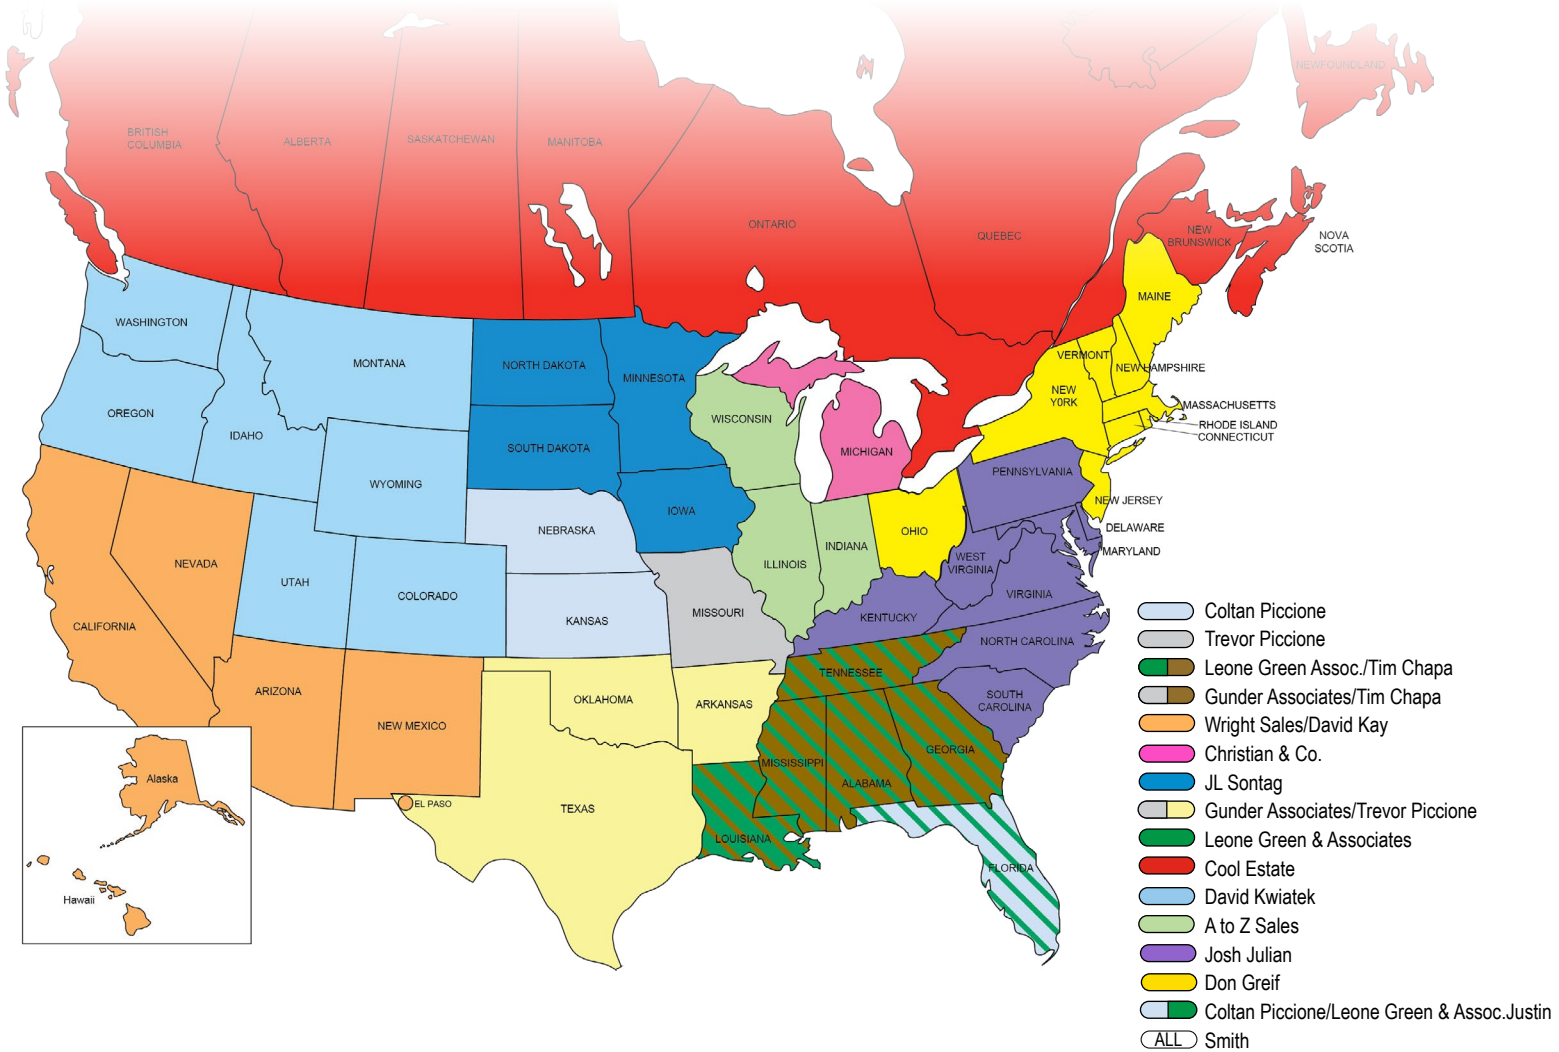 NEWFOUNDLAND
BRITISH
COLUMBIA
ALBERTA
SASKATCHEWAN
MANITOBA
ONTARIO
QUEBEC
NEW
BRUNSWICK
NOVA
SCOTIA
WASHINGTON
MONTANA
NORTH DAKOTA
MINNESOTA
MAINE
VERMONT
NEW HAMPSHIRE
OREGON
IDAHO
WYOMING
SOUTH DAKOTA
WISCONSIN
MICHIGAN
NEW
Y0RK
MASSACHUSETTS
RHODE ISLAND
CONNECTICUT
PENNSYLVANIA
NEW JERSEY
DELAWARE
MARYLAND
NEBRASKA
IOWA
ILLINOIS
INDIANA
OHIO
WEST
VIRGINIA
VIRGINIA
NEVADA
UTAH
COLORADO
KANSAS
MISSOURI
KENTUCKY
CALIFORNIA
NORTH CAROLINA
TENNESSEE
SOUTH
CAROLINA
ARIZONA
NEW MEXICO
OKLAHOMA
ARKANSAS
MISSISSIPPI
ALABAMA
GEORGIA
EL PASO
TEXAS
LOUISIANA
FLORIDA
Alaska
Hawaii
Coltan Piccione
Trevor Piccione
Leone Green Assoc./Tim Chapa
Gunder Associates/Tim Chapa
Wright Sales/David Kay
Christian & Co.
JL Sontag
Gunder Associates/Trevor Piccione
Leone Green & Associates
Cool Estate
David Kwiatek
A to Z Sales
Josh Julian
Don Greif
Coltan Piccione/Leone Green & Assoc.Justin
ALL Smith